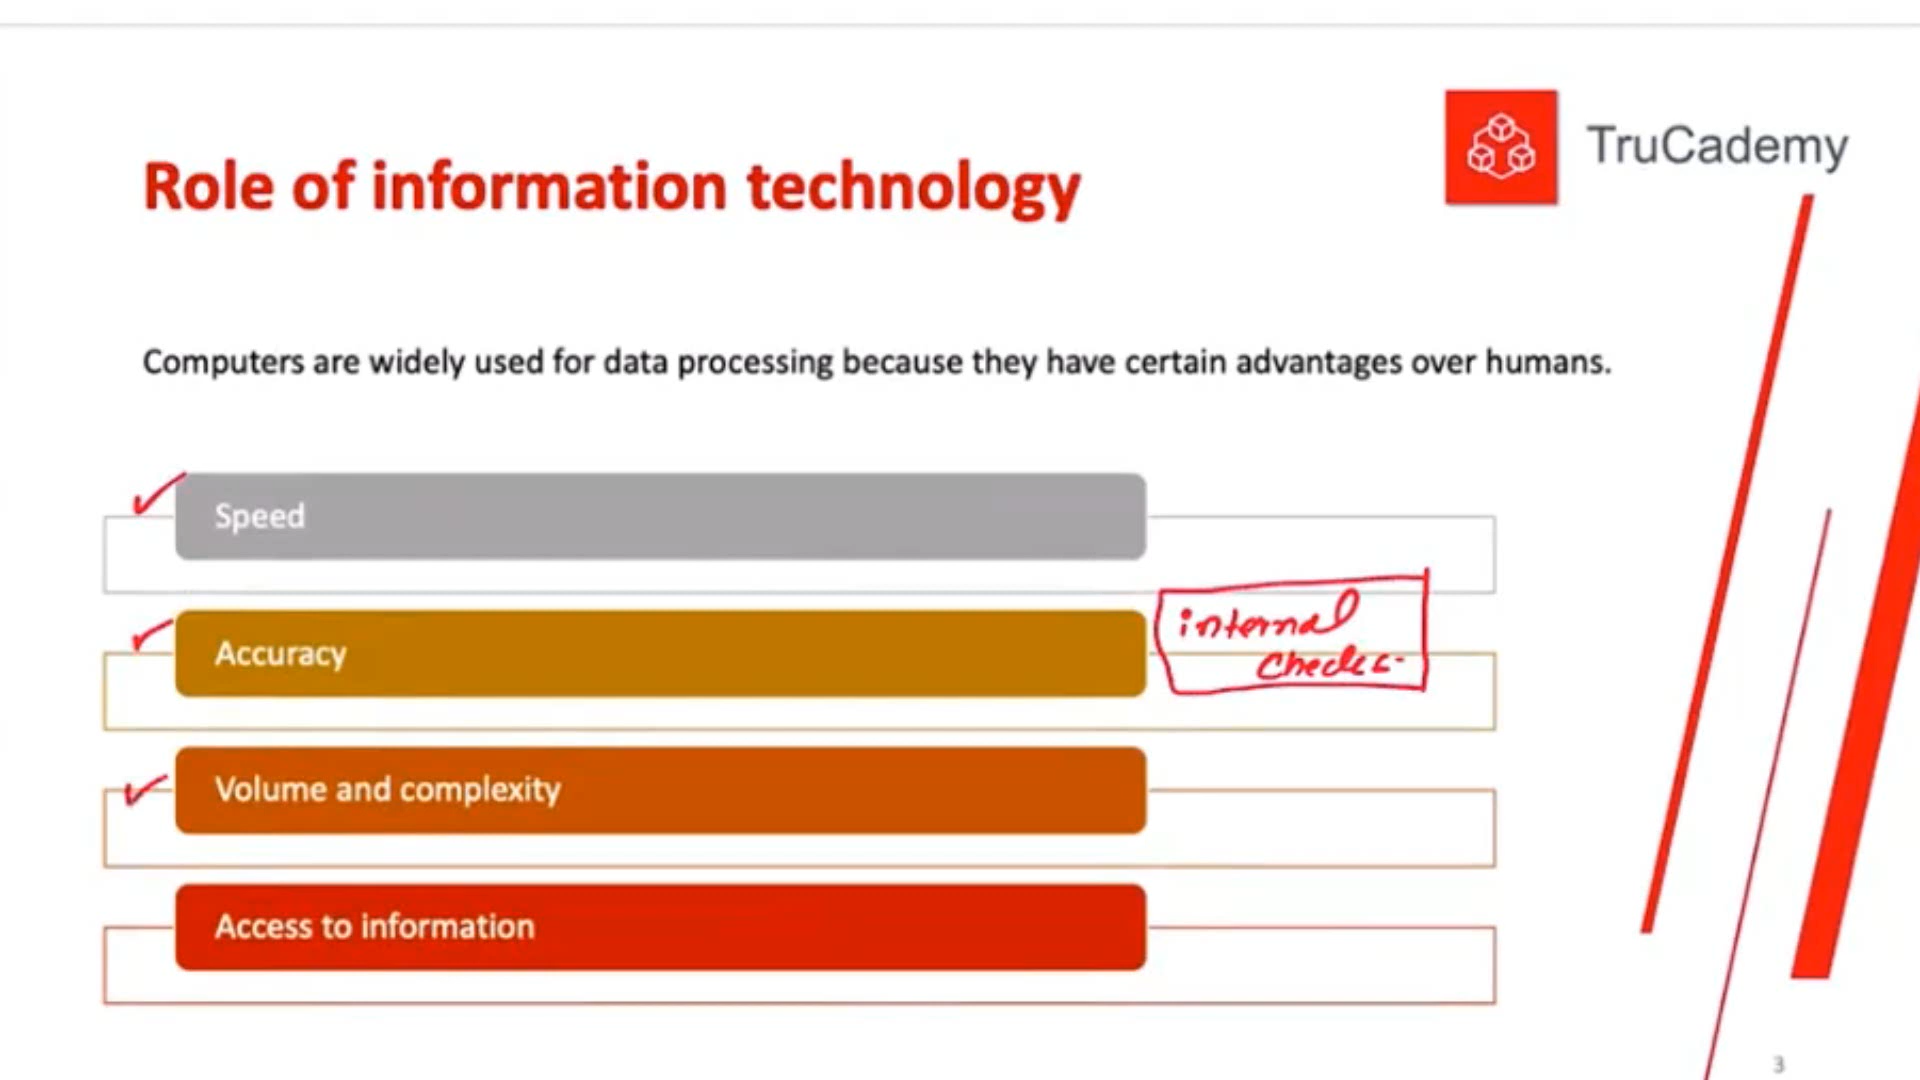 TruCademy
Role of information technology
Computers are widely used for data processing because they have certain advantages over humans.
Speed
Accuracy
internal
checks.
Volume and complexity
Access to information
3